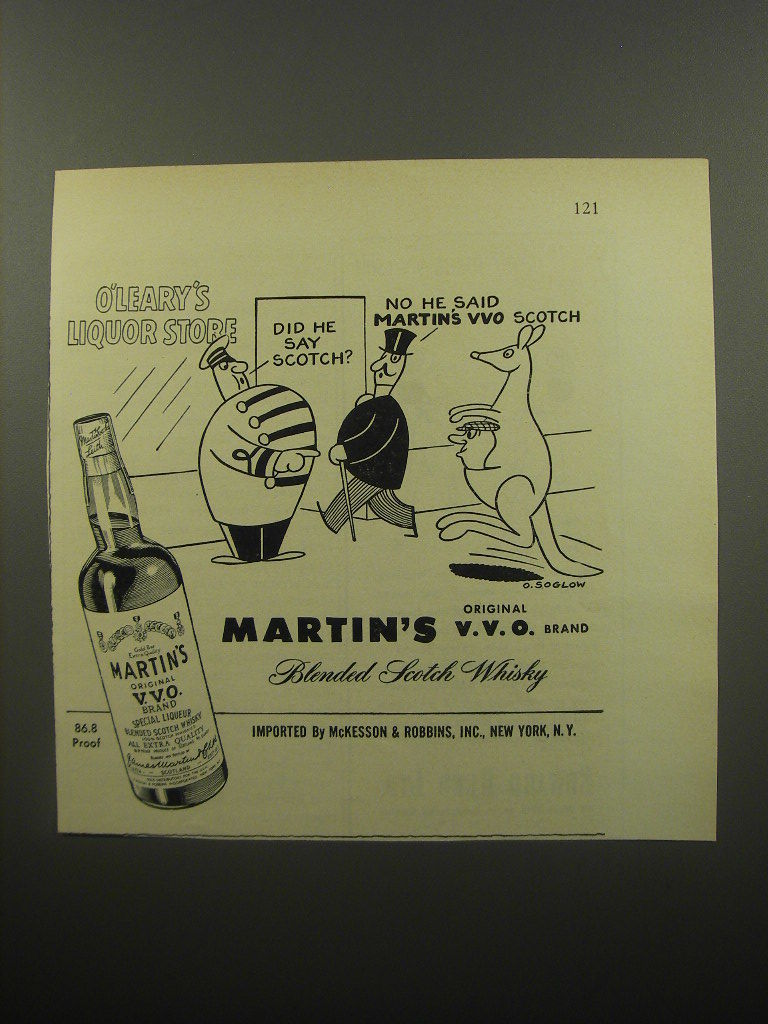 121
O'LEARY'S
LIQUOR STORE
DID HE
SAY
SCOTCH?
NO HE SAID
MARTIN'S VVO SCOTCH
O. SOGLOW
MARTIN'S
ORIGINAL
V.V.O. BRAND
Blended Scotch Whisky
86.8
Proof
IMPORTED By McKESSON & ROBBINS, INC., NEW YORK, N. Y.
MARTIN'S
ORIGINAL
V.V.O.
BRAND
SPECIAL LIQUEUR
BLENDED SCOTCH WHISKY
ALL EXTRA QUALITY
SCOTLAND